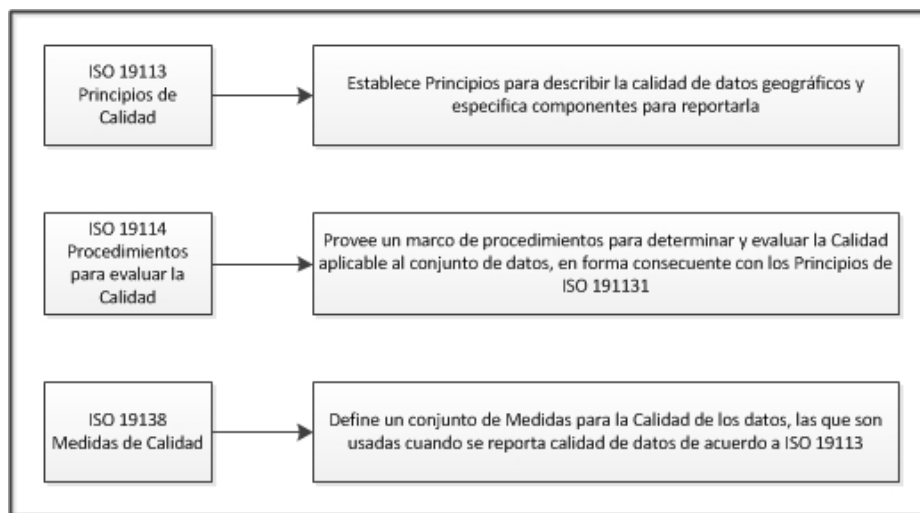 ISO 19113
Principios de
Calidad
Establece Principios para describir la calidad de datos geográficos y
especifica componentes para reportarla
ISO 19114
Procedimientos
para evaluar la
Calidad
Provee un marco de procedimientos para determinar y evaluar la Calidad
aplicable al conjunto de datos, en forma consecuente con los Principios de
ISO 191131
ISO 19138
Medidas de Calidad
Define un conjunto de Medidas para la Calidad de los datos, las que son
usadas cuando se reporta calidad de datos de acuerdo a ISO 19113